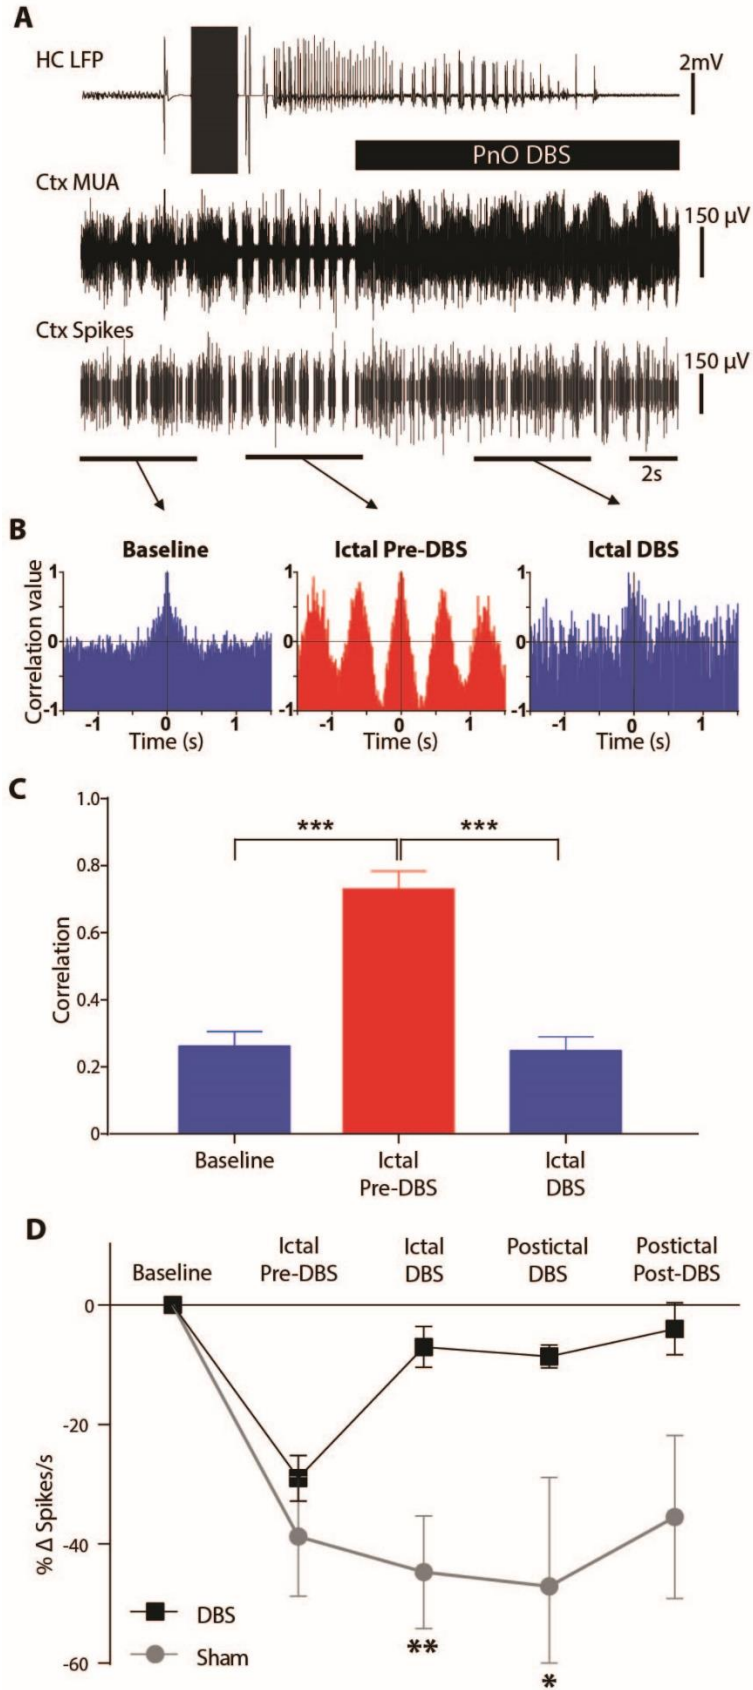 A
HC LFP
2mV
PnO DBS
Ctx MUA
150 µV
Ctx Spikes
150 µV
2s
B
Baseline
Ictal Pre-DBS
Ictal DBS
Correlation value
1
0
-1
-1 0 1
Time (s)
1
0
-1
-1 0 1
Time (s)
1
0
-1
-1 0 1
Time (s)
C
Correlation
1.0
0.8
0.6
0.4
0.2
0
***
***
Baseline
Ictal
Pre-DBS
Ictal
DBS
D
Baseline
Ictal
Pre-DBS
Ictal
DBS
Postictal
DBS
Postictal
Post-DBS
% Δ Spikes/s
0
-20
-40
-60
DBS
Sham
**
*